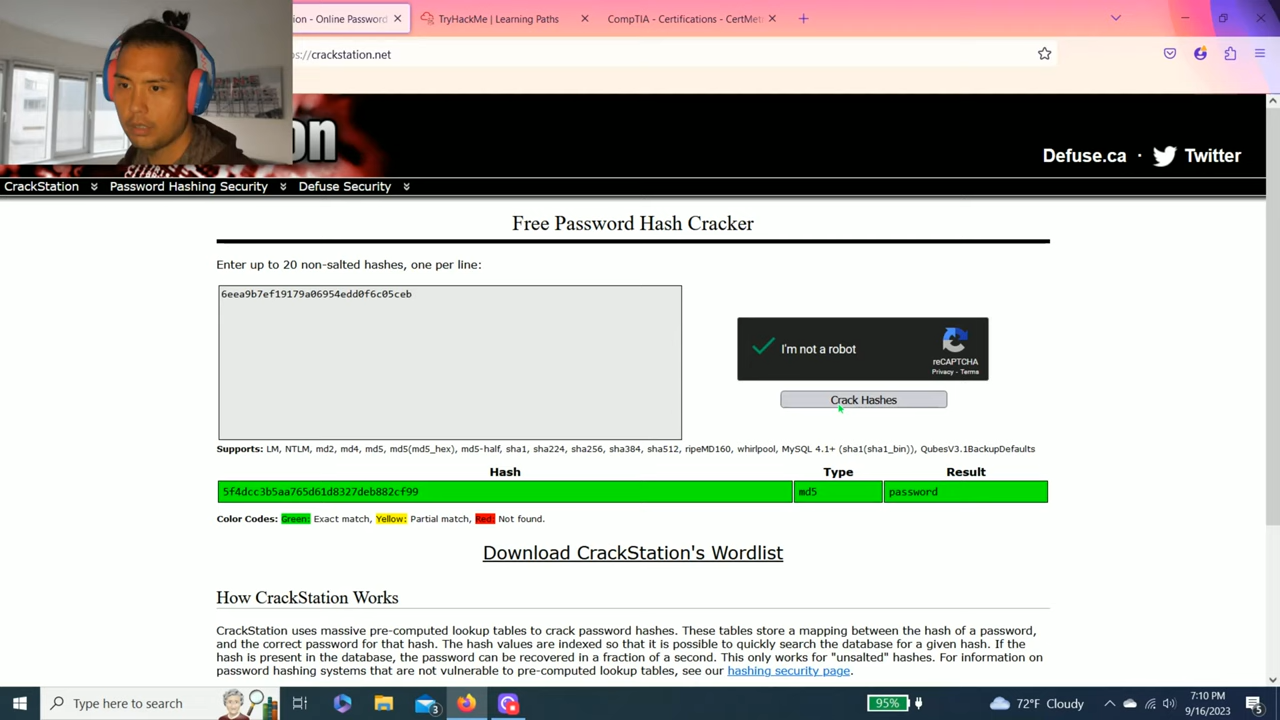 on - Online Password
TryHackMe | Learning Paths
CompTIA - Certifications - CertMet
s://crackstation.net
on
Defuse.ca · Twitter
CrackStation Password Hashing Security Defuse Security
Free Password Hash Cracker
Enter up to 20 non-salted hashes, one per line:
6eea9b7ef19179a06954edd0f6c05ceb
I'm not a robot
reCAPTCHA
Privacy - Terms
Crack Hashes
Supports: LM, NTLM, md2, md4, md5, md5(md5_hex), md5-half, sha1, sha224, sha256, sha384, sha512, ripeMD160, whirlpool, MySQL 4.1+ (sha1(sha1_bin)), QubesV3.1BackupDefaults
Hash Type Result
5f4dcc3b5aa765d61d8327deb882cf99 md5 password
Color Codes: Green: Exact match, Yellow: Partial match, Red: Not found.
Download CrackStation's Wordlist
How CrackStation Works
CrackStation uses massive pre-computed lookup tables to crack password hashes. These tables store a mapping between the hash of a password,
and the correct password for that hash. The hash values are indexed so that it is possible to quickly search the database for a given hash. If the
hash is present in the database, the password can be recovered in a fraction of a second. This only works for "unsalted" hashes. For information on
password hashing systems that are not vulnerable to pre-computed lookup tables, see our hashing security page.
Type here to search
3
95%
72°F Cloudy
7:10 PM
9/16/2023
5